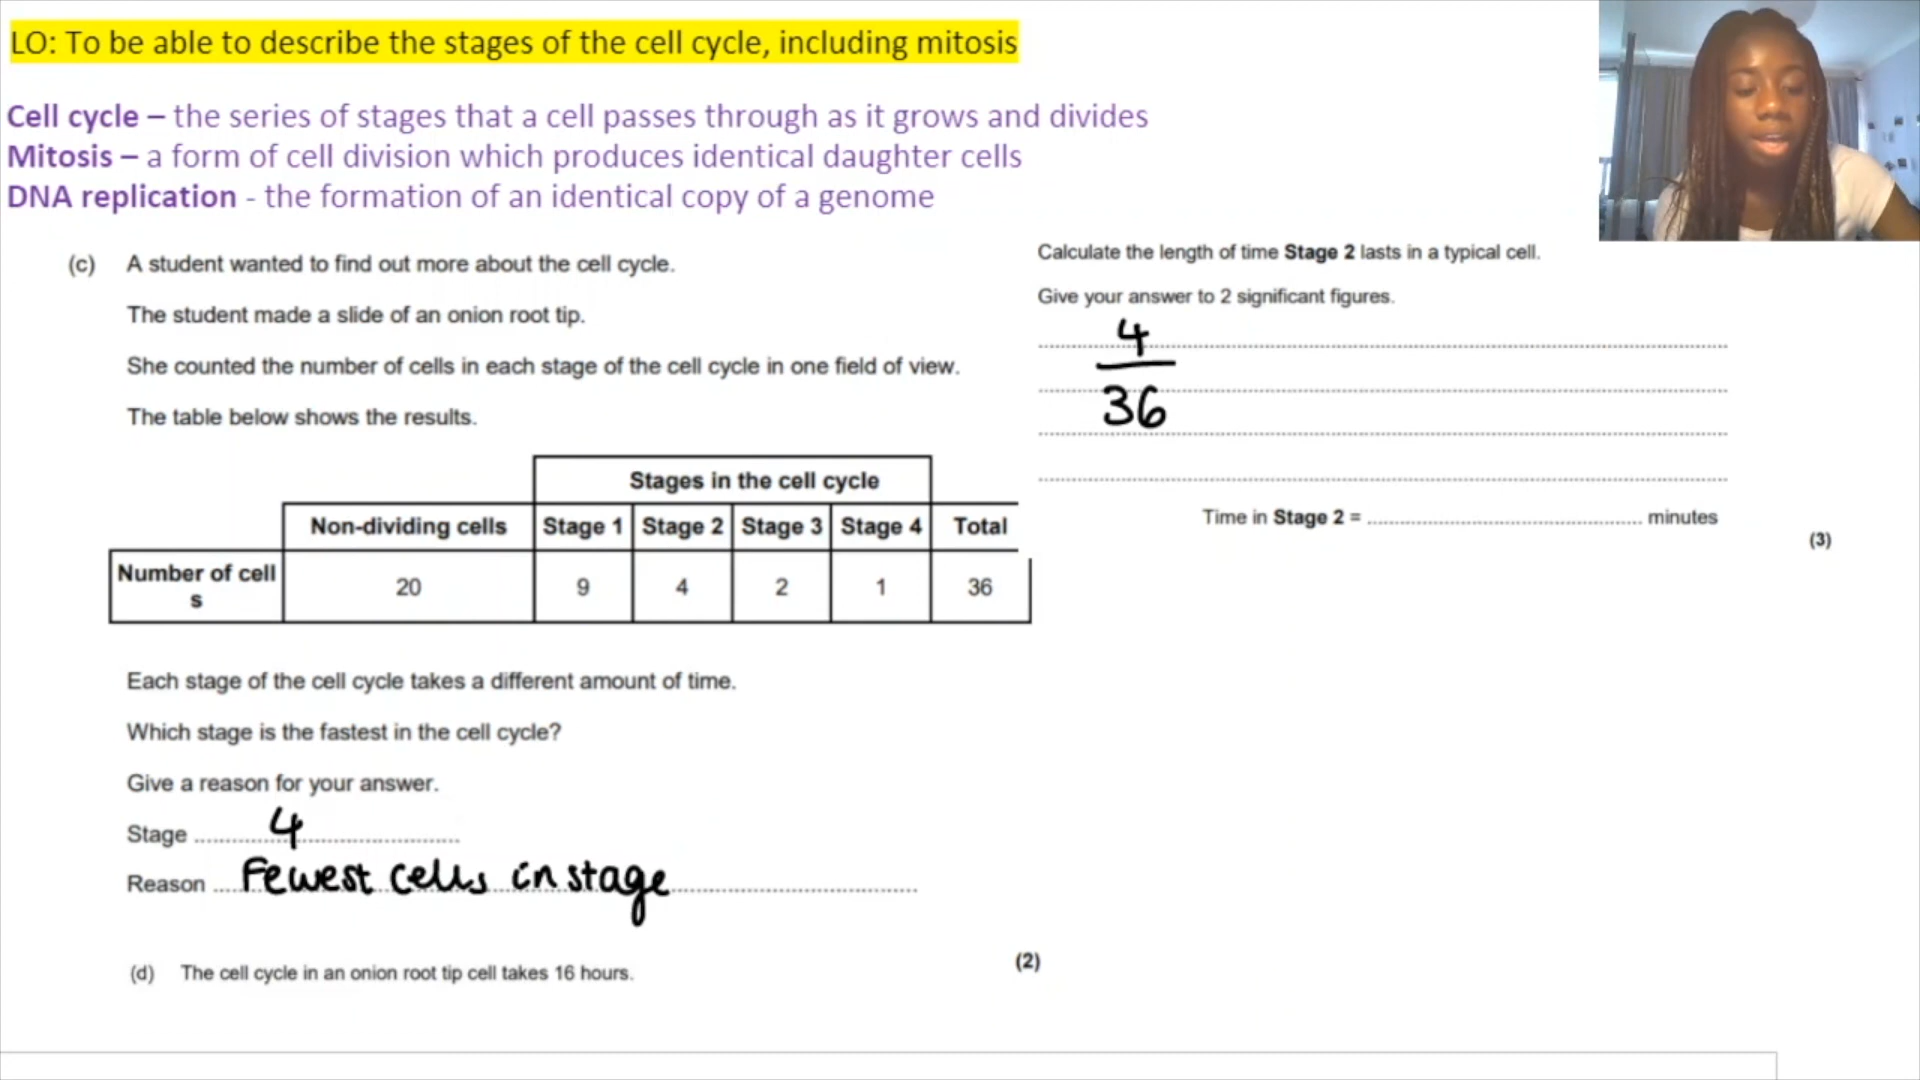 LO: To be able to describe the stages of the cell cycle, including mitosis
Cell cycle – the series of stages that a cell passes through as it grows and divides
Mitosis – a form of cell division which produces identical daughter cells
DNA replication - the formation of an identical copy of a genome
(c) A student wanted to find out more about the cell cycle.
The student made a slide of an onion root tip.
She counted the number of cells in each stage of the cell cycle in one field of view.
The table below shows the results.
Stages in the cell cycle
Non-dividing cells Stage 1 Stage 2 Stage 3 Stage 4 Total
Number of cell
s
20 9 4 2 1 36
Each stage of the cell cycle takes a different amount of time.
Which stage is the fastest in the cell cycle?
Give a reason for your answer.
Stage 4
Reason Fewest cells in stage
(2)
(d) The cell cycle in an onion root tip cell takes 16 hours.
Calculate the length of time Stage 2 lasts in a typical cell.
Give your answer to 2 significant figures.
4
36
Time in Stage 2 = minutes
(3)